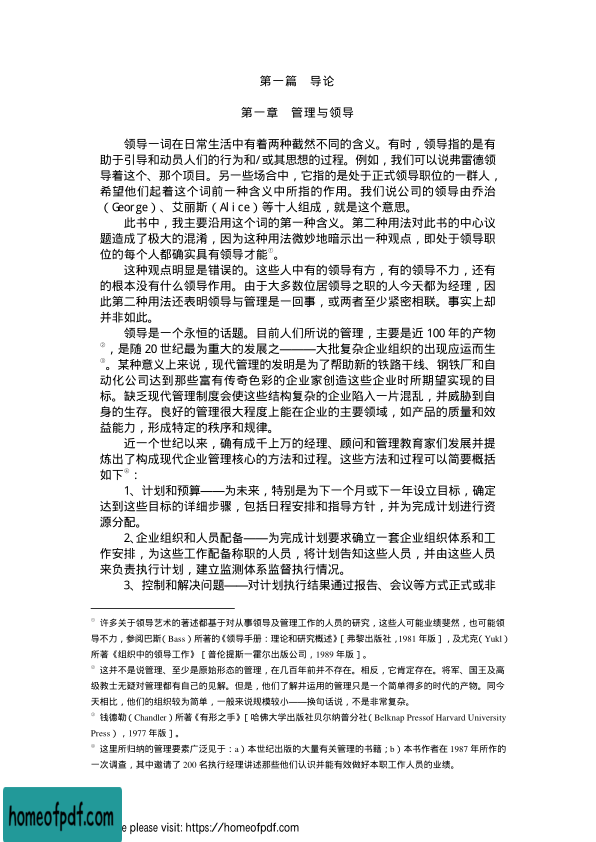 第一篇　导论
第一章　管理与领导
领导一词在日常生活中有着两种截然不同的含义。有时，领导指的是有
助于引导和动员人们的行为和/或其思想的过程。例如，我们可以说弗雷德领
导着这个、那个项目。另一些场合中，它指的是处于正式领导职位的一群人，
希望他们起着这个词前一种含义中所指的作用。我们说公司的领导由乔治
（George）、艾丽斯（Alice）等十人组成，就是这个意思。
此书中，我主要沿用这个词的第一种含义。第二种用法对此书的中心议
题造成了极大的混淆，因为这种用法微妙地暗示出一种观点，即处于领导职
位的每个人都确实具有领导才能①。
这种观点明显是错误的。这些人中有的领导有方，有的领导不力，还有
的根本没有什么领导作用。由于大多数位居领导之职的人今天都为经理，因
此第二种用法还表明领导与管理是一回事，或两者至少紧密相联。事实上却
并非如此。
领导是一个永恒的话题。目前人们所说的管理，主要是近 100 年的产物
②，是随 20 世纪最为重大的发展之一——大批复杂企业组织的出现应运而生
③。某种意义上来说，现代管理的发明是为了帮助新的铁路干线、钢铁厂和自
动化公司达到那些富有传奇色彩的企业家创造这些企业时所期望实现的目
标。缺乏现代管理制度会使这些结构复杂的企业陷入一片混乱，并威胁到自
身的生存。良好的管理很大程度上能在企业的主要领域，如产品的质量和效
益能力，形成特定的秩序和规律。
近一个世纪以来，确有成千上万的经理、顾问和管理教育家们发展并提
炼出了构成现代企业管理核心的方法和过程。这些方法和过程可以简要概括
如下④：
1、计划和预算——为未来，特别是为下一个月或下一年设立目标，确定
达到这些目标的详细步骤，包括日程安排和指导方针，并为完成计划进行资
源分配。
2、企业组织和人员配备——为完成计划要求确立一套企业组织体系和工
作安排，为这些工作配备称职的人员，将计划告知这些人员，并由这些人员
来负责执行计划，建立监测体系监督执行情况。
3、控制和解决问题——对计划执行结果通过报告、会议等方式正式或非
① 许多关于领导艺术的著述都基于对从事领导及管理工作的人员的研究，这些人可能业绩斐然，也可能领
导不力，参阅巴斯（Bass）所著的《领导手册：理论和研究概述》［弗黎出版社，1981 年版］，及尤克（Yukl）
所著《组织中的领导工作》［普伦提斯一霍尔出版公司，1989 年版］。
② 这并不是说管理、至少是原始形态的管理，在几百年前并不存在。相反，它肯定存在。将军、国王及高
级教士无疑对管理都有自己的见解。但是，他们了解并运用的管理只是一个简单得多的时代的产物。同今
天相比，他们的组织较为简单，一般来说规模较小——换句话说，不是非常复杂。
③ 钱德勒（Chandler）所著《有形之手》［哈佛大学出版社贝尔纳普分社（Belknap Pressof Harvard University
Press），1977 年版］。
④ 这里所归纳的管理要素广泛见于：a）本世纪出版的大量有关管理的书籍；b）本书作者在 1987 年所作的
一次调查，其中邀请了 200 名执行经理讲述那些他们认识并能有效做好本职工作人员的业绩。
homeofpdf.com
e please visit: https://homeofpdf.com